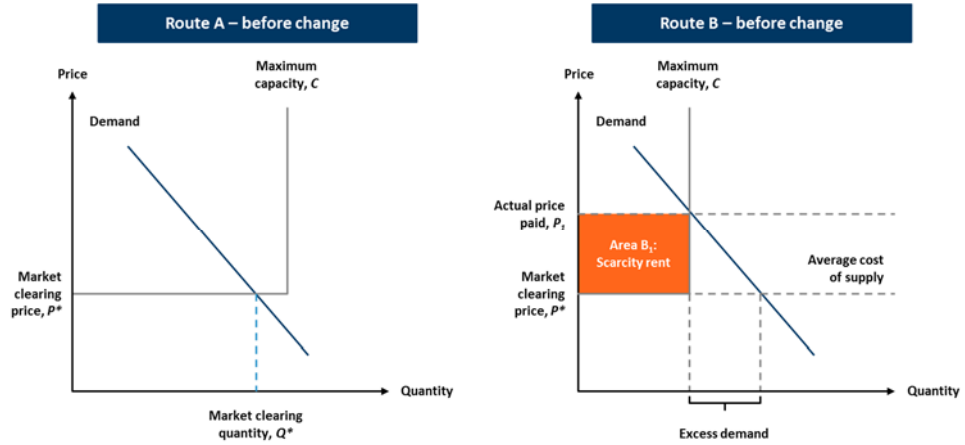 Route A – before change
Maximum
capacity, C
Price
Demand
Market
clearing
price, P*
Quantity
Market clearing
quantity, Q*
Route B – before change
Maximum
capacity, C
Price
Demand
Actual price
paid, P₁
Area B₁:
Scarcity rent
Average cost
of supply
Market
clearing
price, P*
Quantity
Excess demand